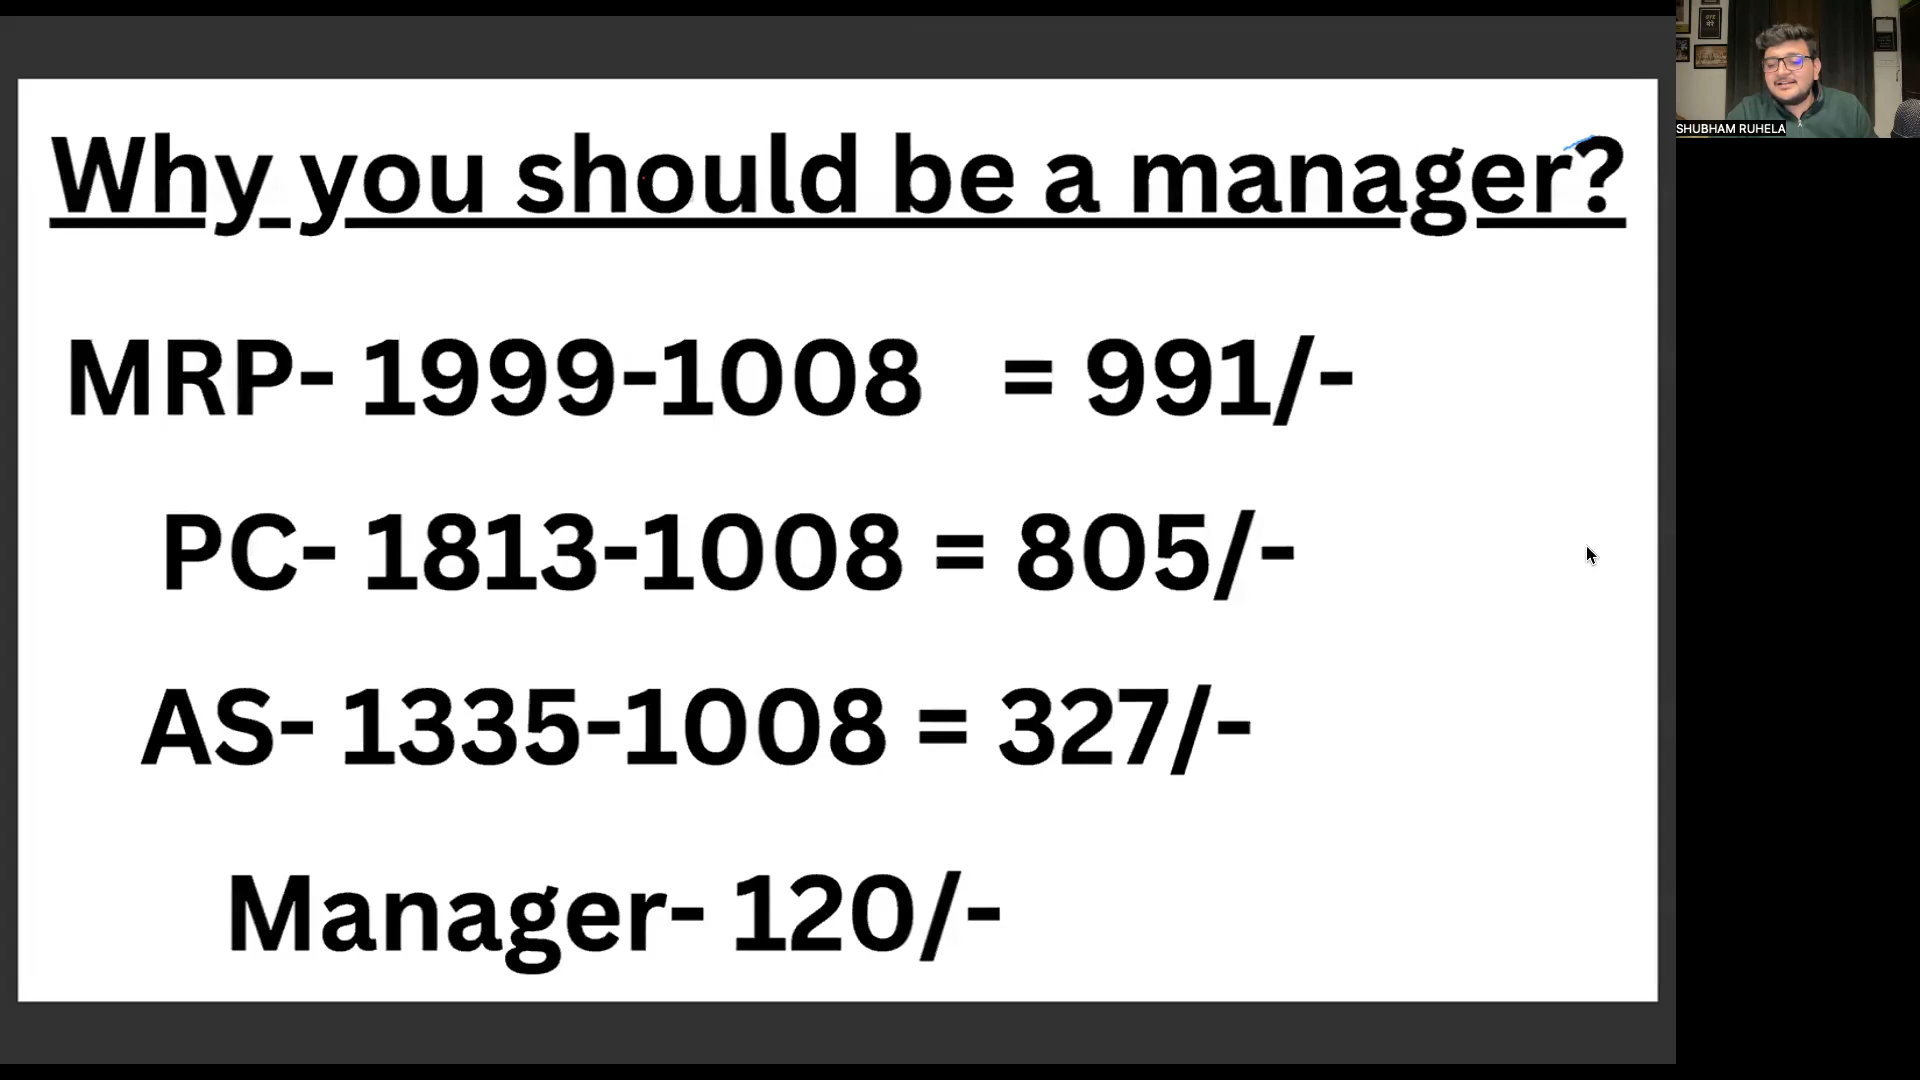 Why you should be a manager?
MRP- 1999-1008 = 991/-
PC- 1813-1008 = 805/-
AS- 1335-1008 = 327/-
Manager- 120/-
SHUBHAM RUHELA